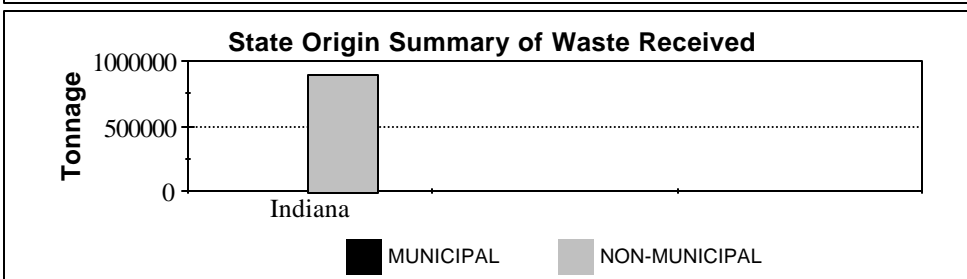 State Origin Summary of Waste Received
1000000
Tonnage
500000
0
Indiana
MUNICIPAL
NON-MUNICIPAL